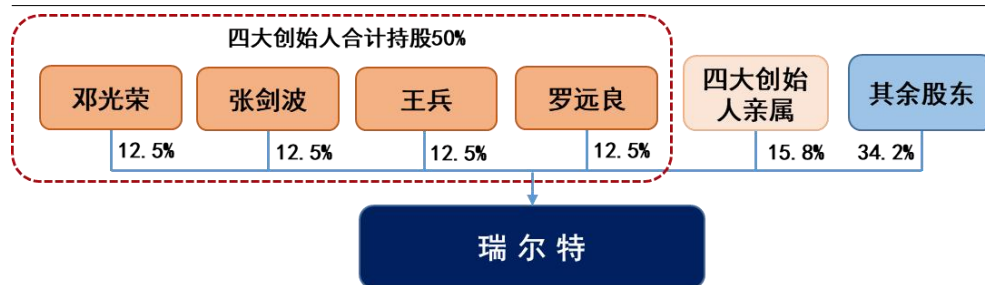 四大创始人合计持股50%
邓光荣
张剑波
王兵
罗远良
四大创始
人亲属
其余股东
12.5%
12.5%
12.5%
12.5%
15.8%
34.2%
瑞尔特